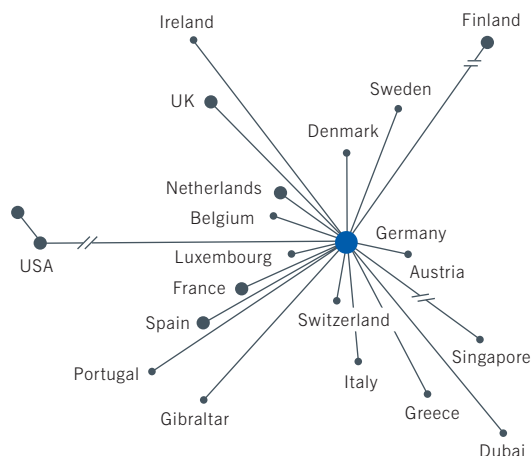 Ireland
Finland
UK
Sweden
Denmark
Netherlands
Belgium
Germany
Luxembourg
USA
Austria
France
Switzerland
Spain
Singapore
Portugal
Italy
Gibraltar
Greece
Dubai